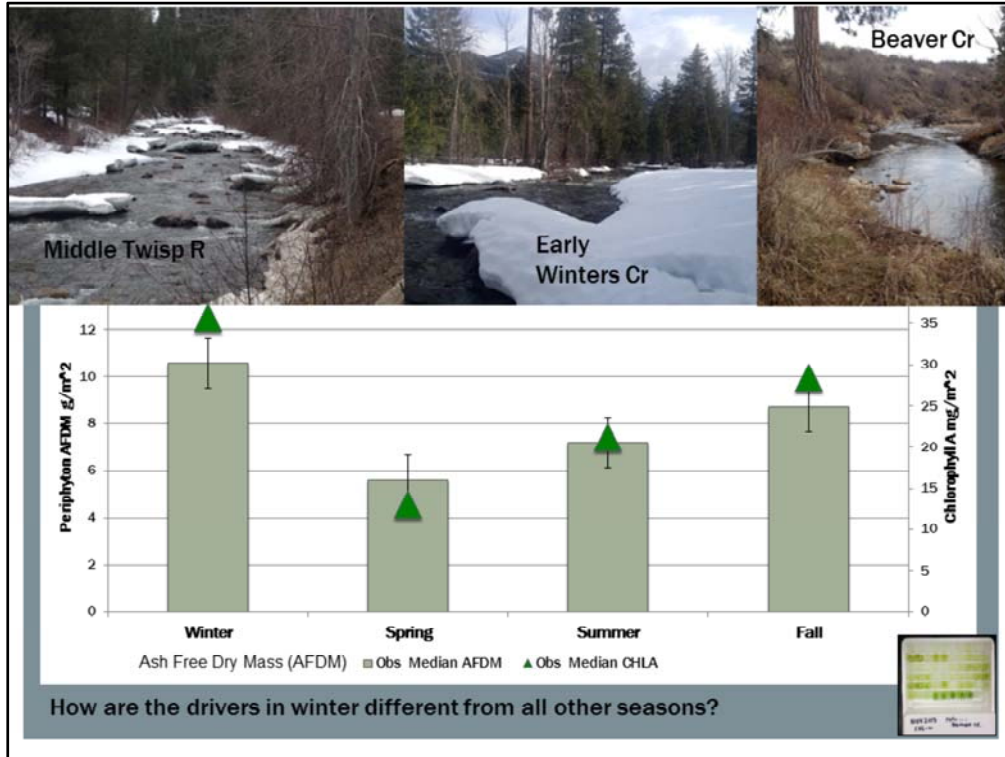 Middle Twisp R
Early
Winters Cr
Beaver Cr
Periphyton AFDM g/m^2
12
10
8
6
4
2
0
35
30
25
20
15
10
5
0
Chlorophyll A mg/m^2
Winter
Spring
Summer
Fall
Ash Free Dry Mass (AFDM)
Obs Median AFDM
Obs Median CHLA
How are the drivers in winter different from all other seasons?